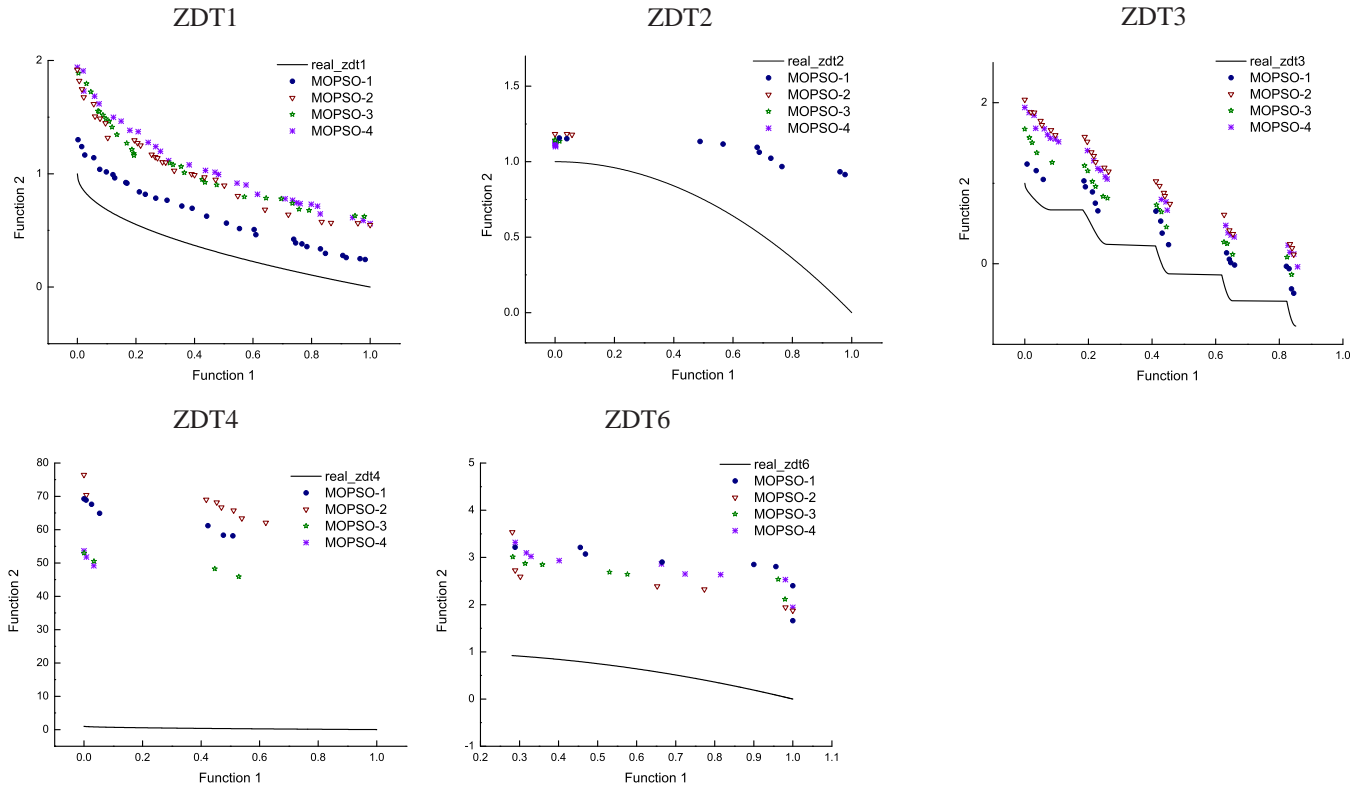 ZDT1
2
1
0
0.0 0.2 0.4 0.6 0.8 1.0
Function 1
Function 2
real_zdt1
MOPSO-1
MOPSO-2
MOPSO-3
MOPSO-4
ZDT2
1.5
1.0
0.5
0.0
0.0 0.2 0.4 0.6 0.8 1.0
Function 1
Function 2
real_zdt2
MOPSO-1
MOPSO-2
MOPSO-3
MOPSO-4
ZDT3
2
0
0.0 0.2 0.4 0.6 0.8 1.0
Function 1
Function 2
real_zdt3
MOPSO-1
MOPSO-2
MOPSO-3
MOPSO-4
ZDT4
80
70
60
50
40
30
20
10
0
0.0 0.2 0.4 0.6 0.8 1.0
Function 1
Function 2
real_zdt4
MOPSO-1
MOPSO-2
MOPSO-3
MOPSO-4
ZDT6
5
4
3
2
1
0
-1
0.2 0.3 0.4 0.5 0.6 0.7 0.8 0.9 1.0 1.1
Function 1
Function 2
real_zdt6
MOPSO-1
MOPSO-2
MOPSO-3
MOPSO-4